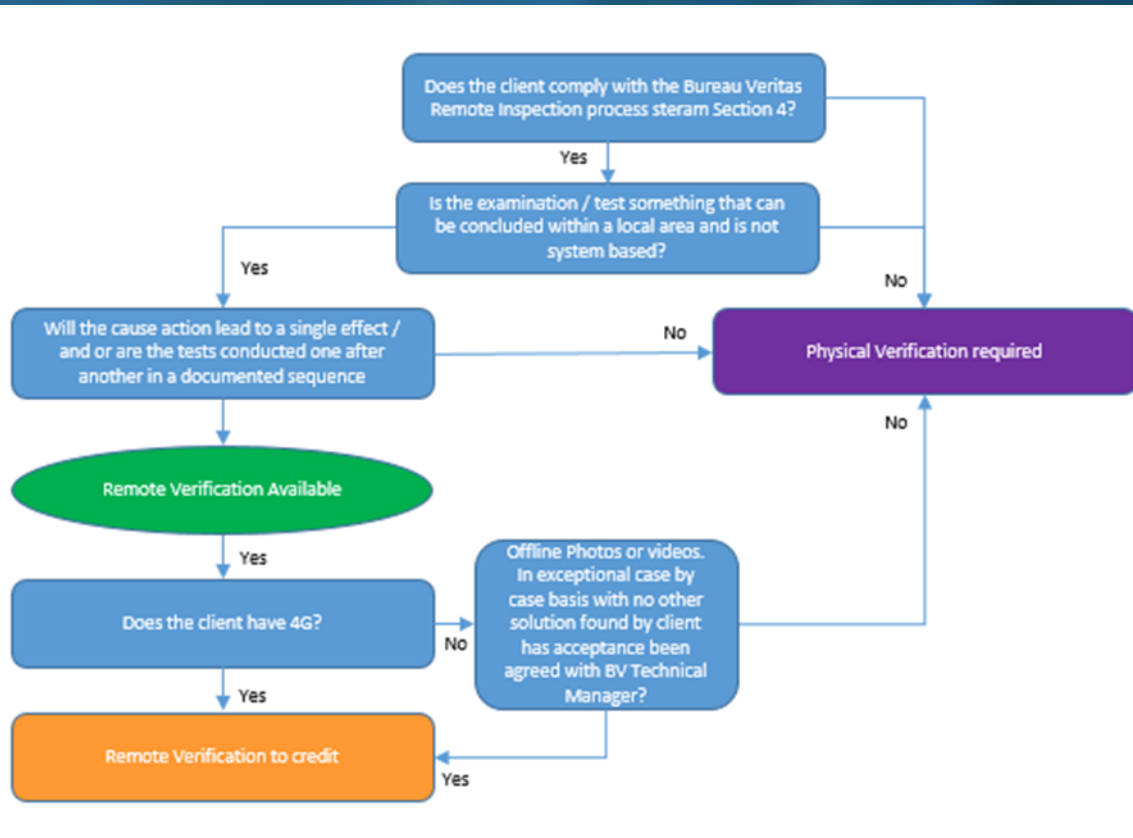 Does the client comply with the Bureau Veritas
Remote Inspection process steram Section 4?
Yes
Is the examination / test something that can
be concluded within a local area and is not
system based?
Yes
No
Will the cause action lead to a single effect /
and or are the tests conducted one after
another in a documented sequence
No
Physical Verification required
No
Remote Verification Available
Yes
Offline Photos or videos.
In exceptional case by
case basis with no other
solution found by client
has acceptance been
agreed with BV Technical
Manager?
Does the client have 4G?
No
Yes
Remote Verification to credit
Yes